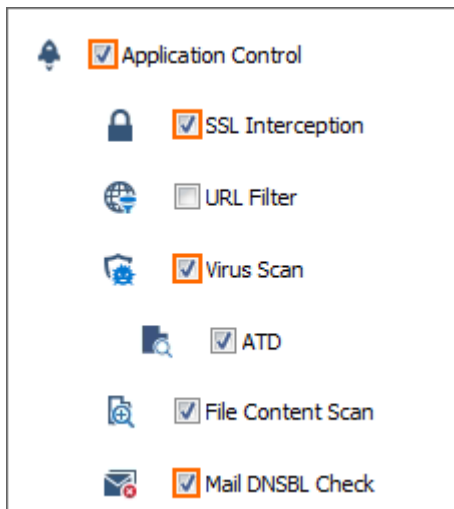 Application Control
SSL Interception
URL Filter
Virus Scan
ATD
File Content Scan
Mail DNSBL Check